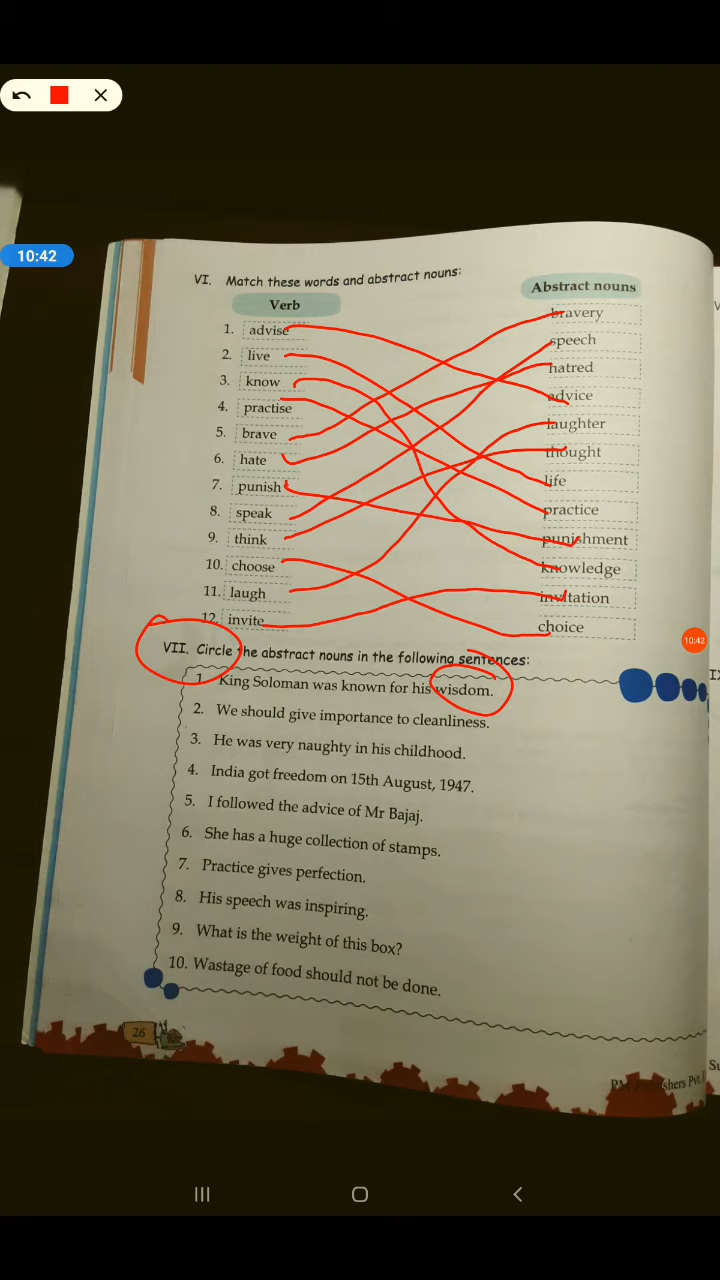 10:42
VI. Match these words and abstract nouns:
Verb
Abstract nouns
1. advise
bravery
2. live
speech
3. know
hatred
4. practise
advice
5. brave
laughter
6. hate
thought
7. punish
life
8. speak
practice
9. think
punishment
10. choose
knowledge
11. laugh
invitation
12. invite
choice
10:42
VII. Circle the abstract nouns in the following sentences:
1. King Soloman was known for his wisdom.
2. We should give importance to cleanliness.
3. He was very naughty in his childhood.
4. India got freedom on 15th August, 1947.
5. I followed the advice of Mr Bajaj.
6. She has a huge collection of stamps.
7. Practice gives perfection.
8. His speech was inspiring.
9. What is the weight of this box?
10. Wastage of food should not be done.
26